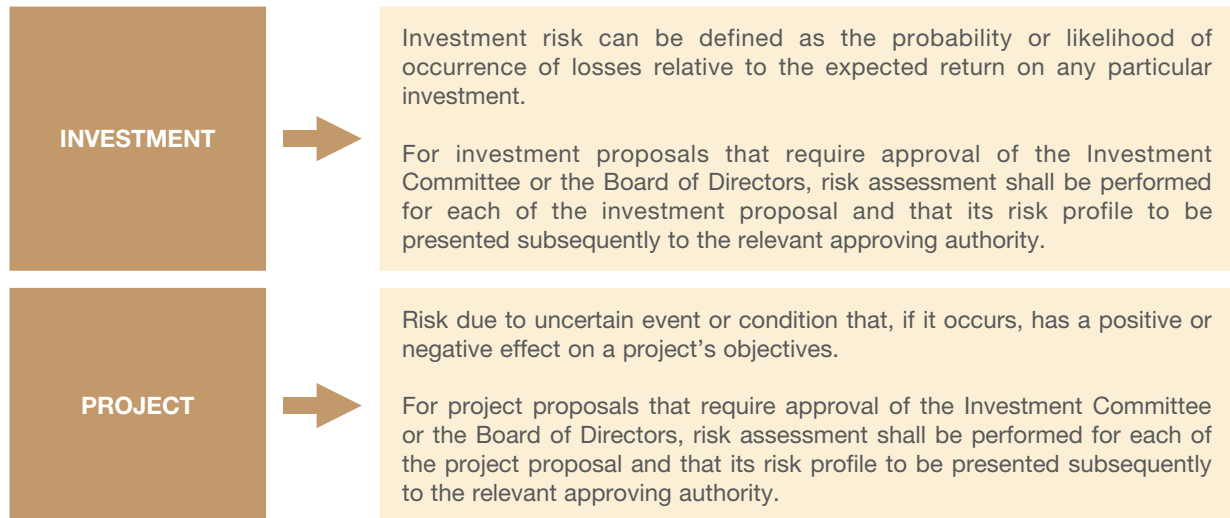 INVESTMENT
Investment risk can be defined as the probability or likelihood of
occurrence of losses relative to the expected return on any particular
investment.
For investment proposals that require approval of the Investment
Committee or the Board of Directors, risk assessment shall be performed
for each of the investment proposal and that its risk profile to be
presented subsequently to the relevant approving authority.
PROJECT
Risk due to uncertain event or condition that, if it occurs, has a positive or
negative effect on a project’s objectives.
For project proposals that require approval of the Investment Committee
or the Board of Directors, risk assessment shall be performed for each of
the project proposal and that its risk profile to be presented subsequently
to the relevant approving authority.